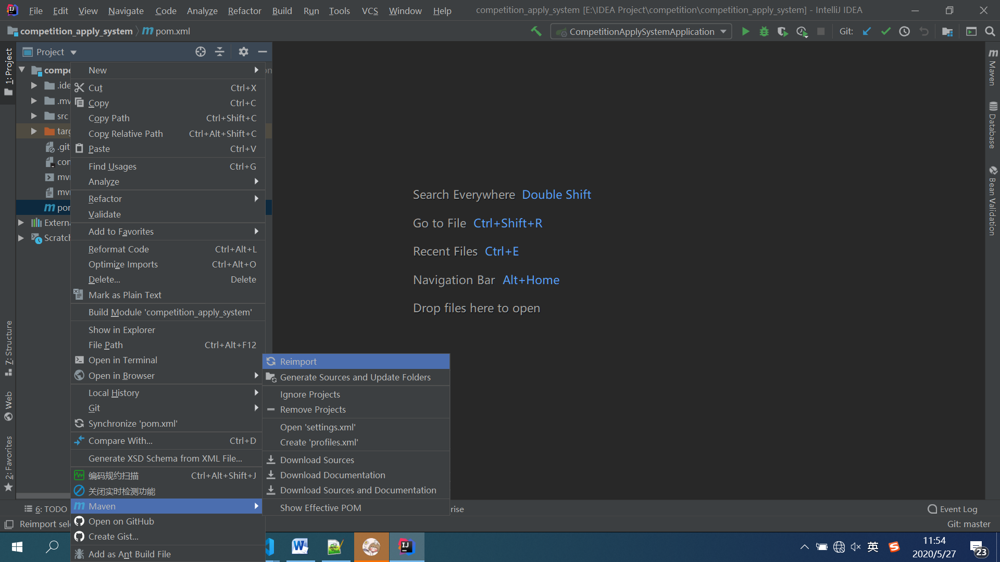 File Edit View Navigate Code Analyze Refactor Build Run Tools VCS Window Help competition_apply_system [E:\IDEA Project\competition\competition_apply_system] - IntelliJ IDEA
competition_apply_system pom.xml CompetitionApplySystemApplication Git:
Project
1: Project
7: Structure
Web
2: Favorites
compe
.ide
.mv
src
targ
.git
com
mvn
mvn
pom
Externa
Scratch
New
Cut Ctrl+X
Copy Ctrl+C
Copy Path Ctrl+Shift+C
Copy Relative Path Ctrl+Alt+Shift+C
Paste Ctrl+V
Find Usages Ctrl+G
Analyze
Refactor
Validate
Add to Favorites
Reformat Code Ctrl+Alt+L
Optimize Imports Ctrl+Alt+O
Delete... Delete
Mark as Plain Text
Build Module 'competition_apply_system'
Show in Explorer
File Path Ctrl+Alt+F12
Open in Terminal
Open in Browser
Local History
Git
Synchronize 'pom.xml'
Compare With... Ctrl+D
Generate XSD Schema from XML File...
编码规约扫描 Ctrl+Alt+Shift+J
关闭实时检测功能
Maven
Open on GitHub
Create Gist...
Add as Ant Build File
Reimport
Generate Sources and Update Folders
Ignore Projects
Remove Projects
Open 'settings.xml'
Create 'profiles.xml'
Download Sources
Download Documentation
Download Sources and Documentation
Show Effective POM
Search Everywhere Double Shift
Go to File Ctrl+Shift+R
Recent Files Ctrl+E
Navigation Bar Alt+Home
Drop files here to open
Maven
Database
Bean Validation
6: TODO rise Event Log
Reimport sel Git: master
英 11:54
2020/5/27 23